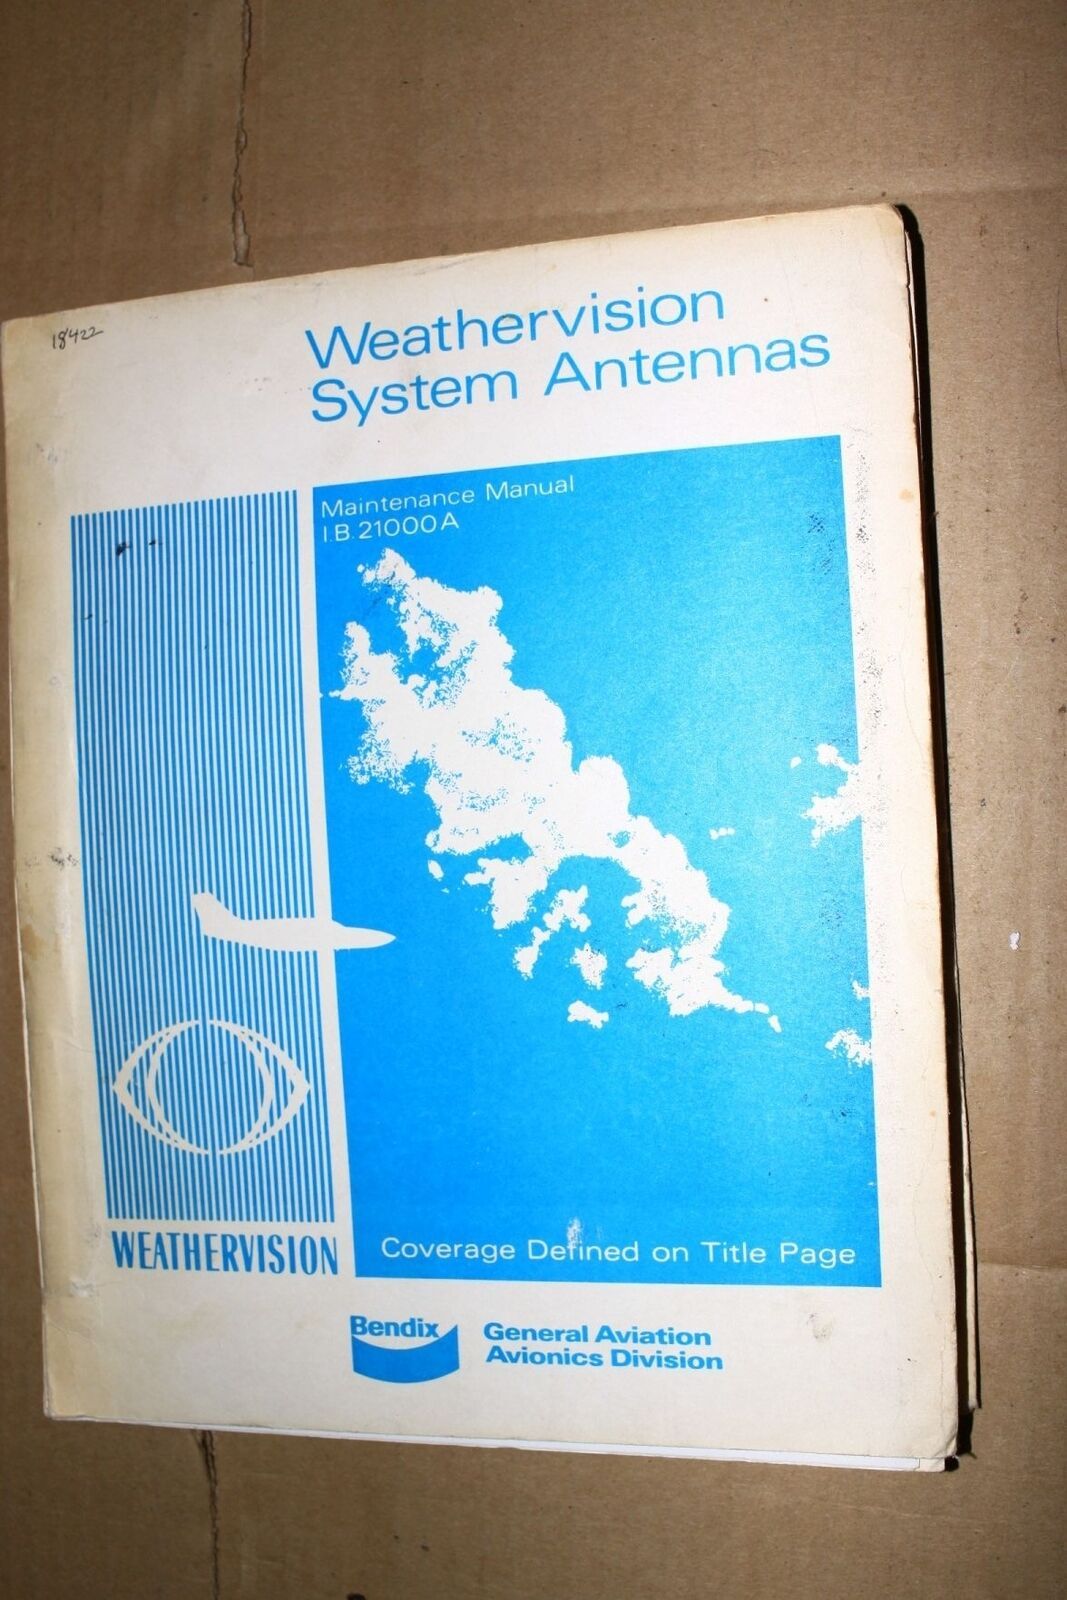 18422
Weathervision
System Antennas
Maintenance Manual
I.B. 21000A
WEATHERVISION
Coverage Defined on Title Page
Bendix
General Aviation
Avionics Division